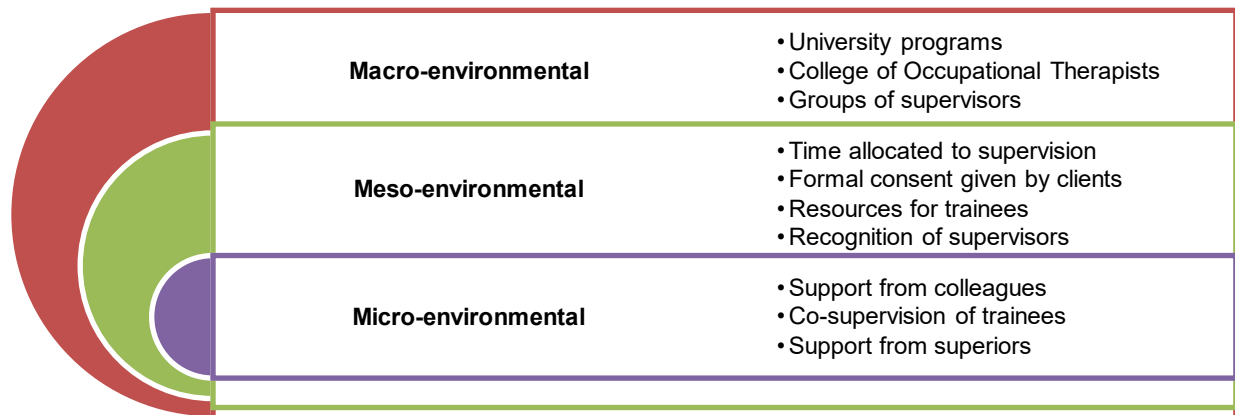 Macro-environmental
• University programs
• College of Occupational Therapists
• Groups of supervisors
Meso-environmental
• Time allocated to supervision
• Formal consent given by clients
• Resources for trainees
• Recognition of supervisors
Micro-environmental
• Support from colleagues
• Co-supervision of trainees
• Support from superiors